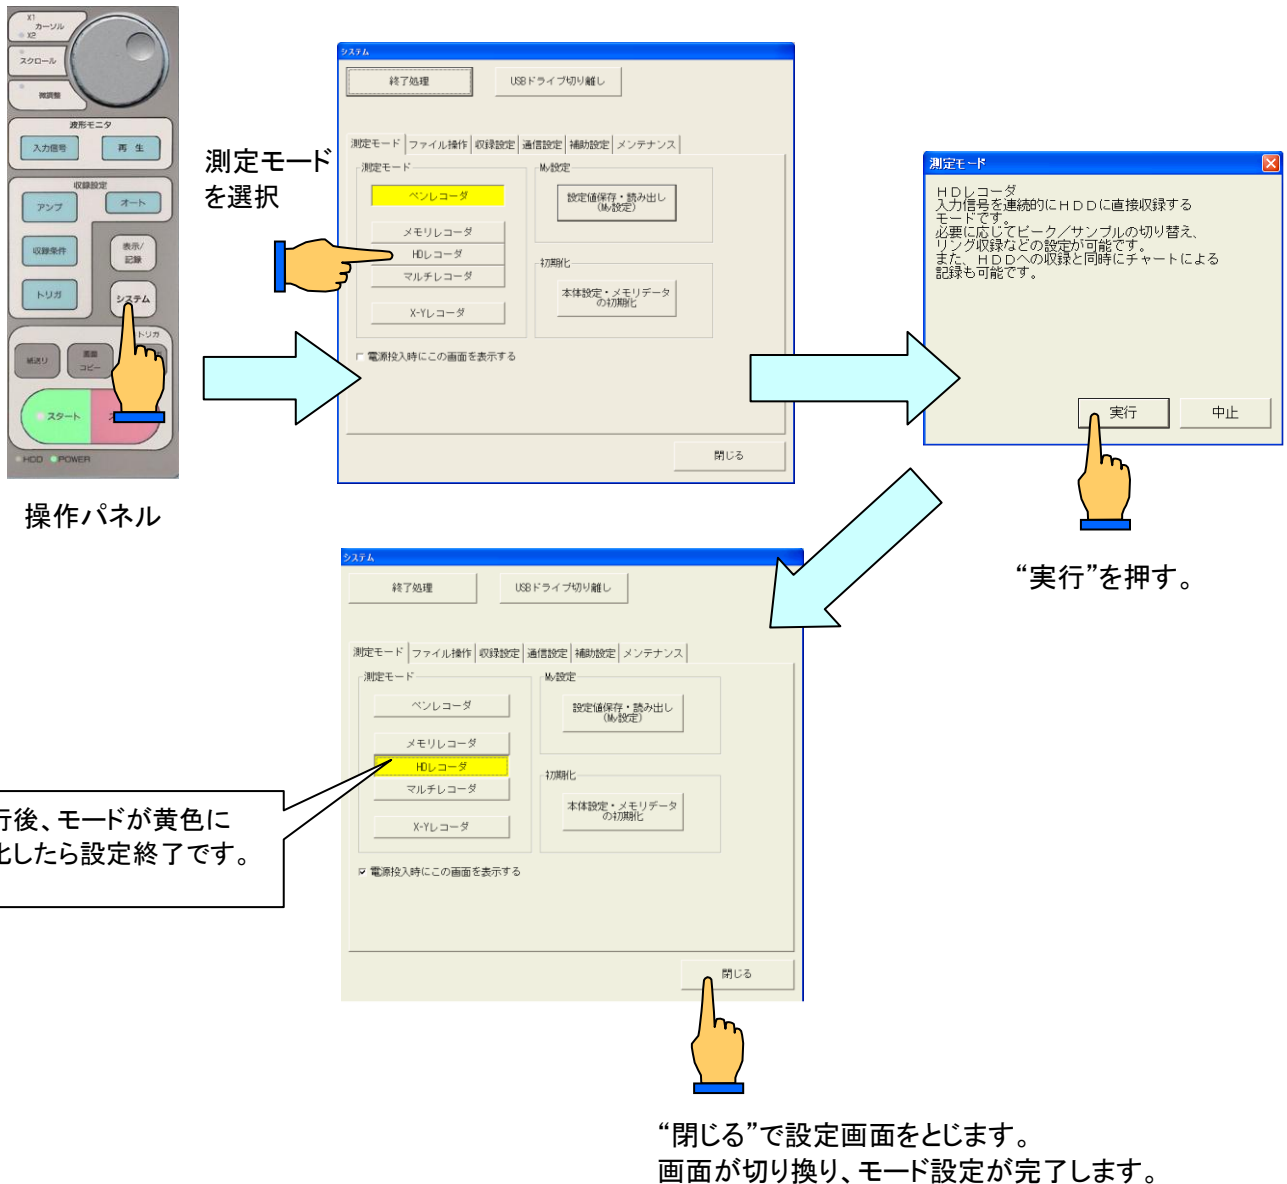 X1
カーソル
X2
スクロール
微調整
波形モニタ
入力信号
再 生
収録設定
アンプ
オート
収録条件
表示/
記録
トリガ
システム
トリガ
紙送り
画面
コピー
スタート
HDD
POWER
操作パネル
測定モード
を選択
システム
終了処理
USBドライブ切り離し
測定モード
ファイル操作
収録設定
通信設定
補助設定
メンテナンス
測定モード
ペンレコーダ
メモリレコーダ
HDレコーダ
マルチレコーダ
X-Yレコーダ
My設定
設定値保存・読み出し
(My設定)
初期化
本体設定・メモリデータ
の初期化
電源投入時にこの画面を表示する
閉じる
測定モード
HDレコーダ
入力信号を連続的にHDDに直接収録する
モードです。
必要に応じてピーク/サンプルの切り替え、
リング収録などの設定が可能です。
また、HDDへの収録と同時にチャートによる
記録も可能です。
実行
中止
“実行”を押す。
システム
終了処理
USBドライブ切り離し
測定モード
ファイル操作
収録設定
通信設定
補助設定
メンテナンス
測定モード
ペンレコーダ
メモリレコーダ
HDレコーダ
マルチレコーダ
X-Yレコーダ
My設定
設定値保存・読み出し
(My設定)
初期化
本体設定・メモリデータ
の初期化
電源投入時にこの画面を表示する
閉じる
行後、モードが黄色に
化したら設定終了です。
“閉じる”で設定画面をとじます。
画面が切り換り、モード設定が完了します。